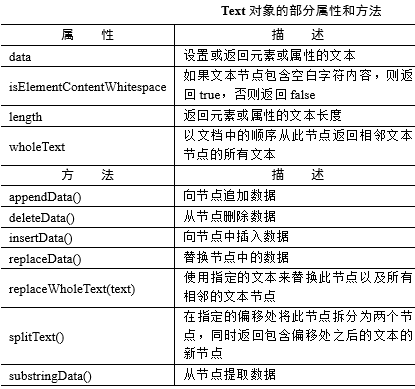 Text 对象的部分属性和方法
属 性 描 述
data 设置或返回元素或属性的文本
isElementContentWhitespace 如果文本节点包含空白字符内容，则返
回 true，否则返回 false
length 返回元素或属性的文本长度
wholeText 以文档中的顺序从此节点返回相邻文本
节点的所有文本
方 法 描 述
appendData() 向节点追加数据
deleteData() 从节点删除数据
insertData() 向节点中插入数据
replaceData() 替换节点中的数据
replaceWholeText(text) 使用指定的文本来替换此节点以及所有
相邻的文本节点
splitText() 在指定的偏移处将此节点拆分为两个节
点，同时返回包含偏移处之后的文本的
新节点
substringData() 从节点提取数据